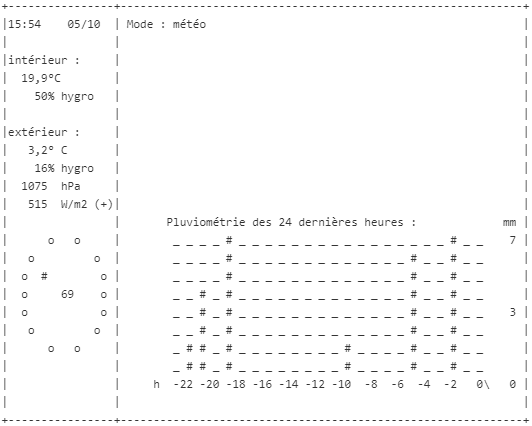 +----------------+-------------------------------------------------------------+
|15:54    05/10  | Mode : météo                                                |
|                |                                                             |
|intérieur :     |                                                             |
|  19,9°C        |                                                             |
|    50% hygro   |                                                             |
|                |                                                             |
|extérieur :     |                                                             |
|   3,2° C       |                                                             |
|    16% hygro   |                                                             |
|  1075  hPa     |                                                             |
|   515  W/m2 (+)|                                                             |
|                |       Pluviométrie des 24 dernières heures :             mm |
|      o   o     |        _ _ _ _ # _ _ _ _ _ _ _ _ _ _ _ _ _ _ _ _ # _ _    7 |
|   o         o  |        _ _ _ _ # _ _ _ _ _ _ _ _ _ _ _ _ _ # _ _ # _ _      |
|  o  #        o |        _ _ _ _ # _ _ _ _ _ _ _ _ _ _ _ _ _ # _ _ # _ _      |
|  o     69    o |        _ _ # _ # _ _ _ _ _ _ _ _ _ _ _ _ _ # _ _ # _ _      |
|  o           o |        _ _ # _ # _ _ _ _ _ _ _ _ _ _ _ _ _ # _ _ # _ _    3 |
|   o         o  |        _ _ # _ # _ _ _ _ _ _ _ _ _ _ _ _ _ # _ _ # _ _      |
|      o   o     |        _ # # _ # _ _ _ _ _ _ _ _ # _ _ _ _ # _ _ # _ _      |
|                |        _ # # _ # _ _ _ _ _ _ _ _ # _ _ _ _ # _ _ # _ _      |
|                |     h  -22 -20 -18 -16 -14 -12 -10  -8  -6  -4  -2   0\   0 |
|                |                                                             |
+----------------+-------------------------------------------------------------+